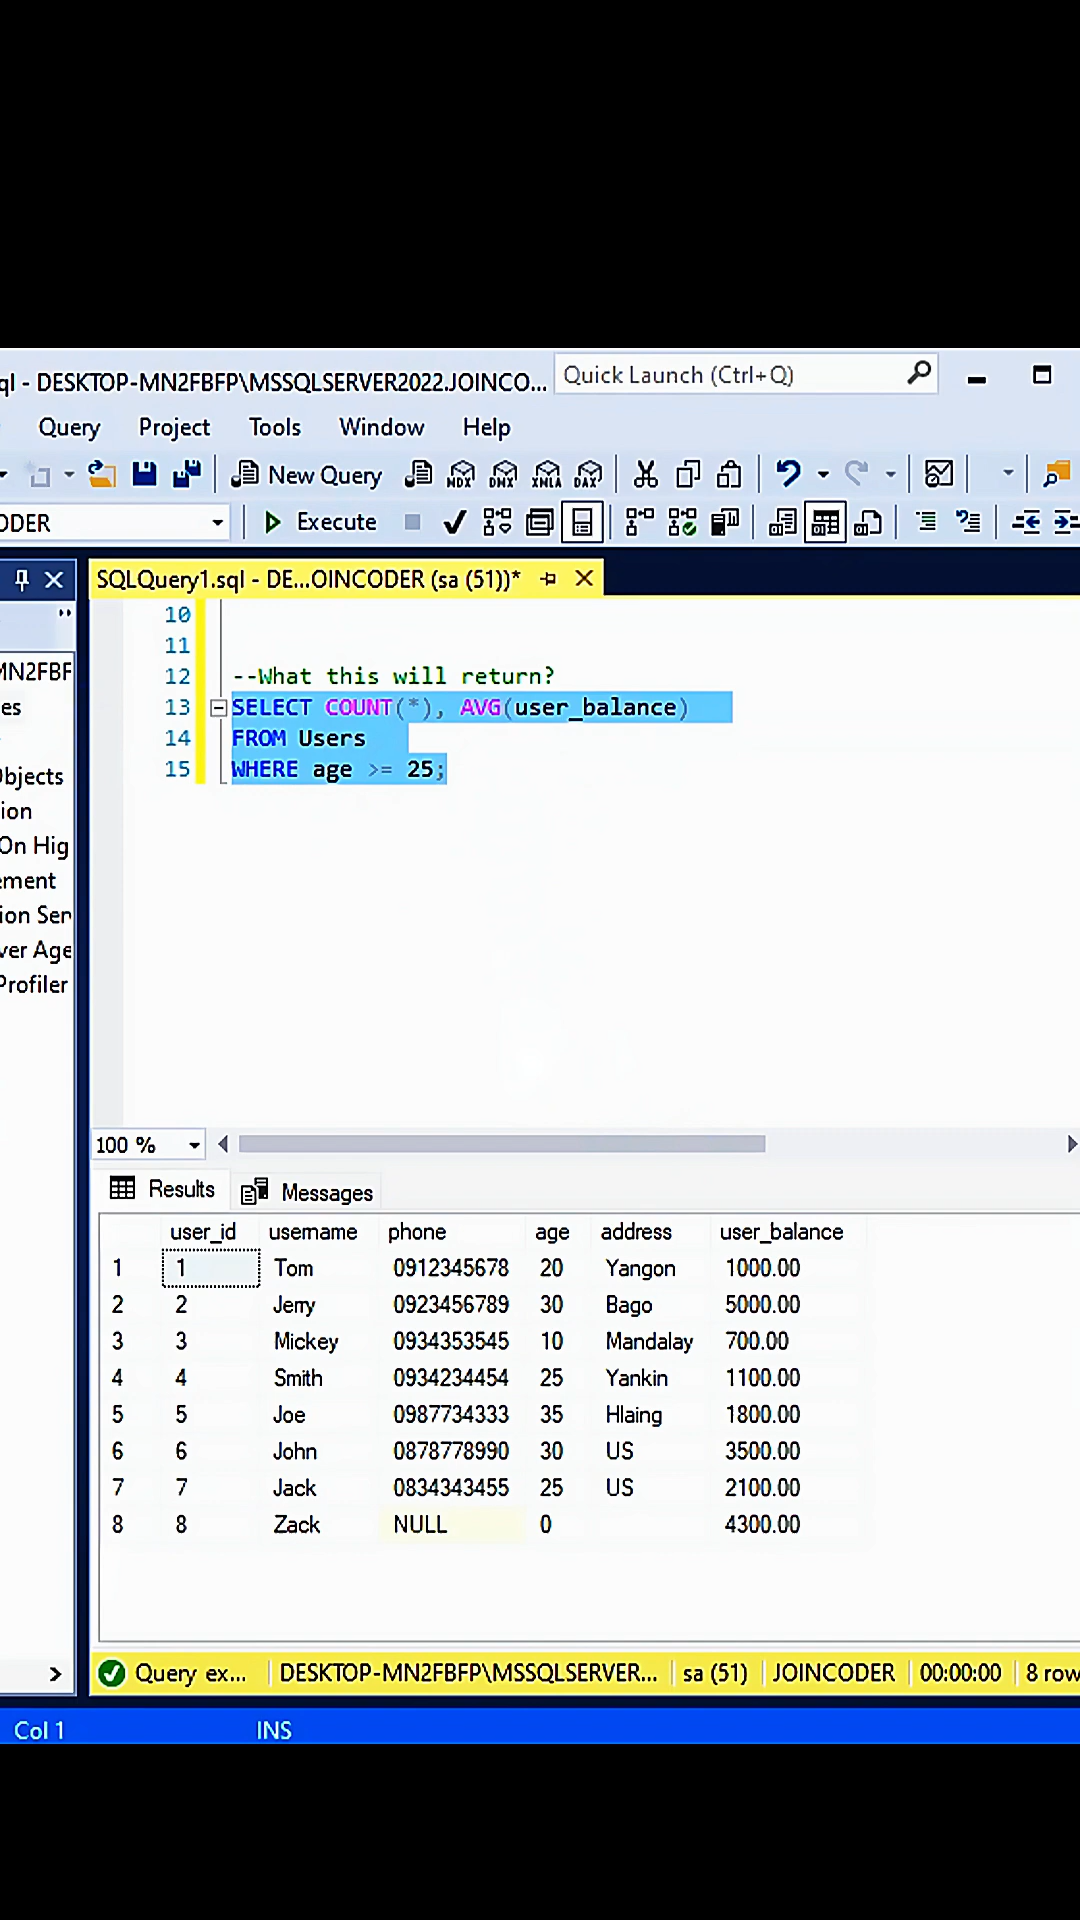 ql - DESKTOP-MN2FBFP\MSSQLSERVER2022.JOINCO...
Quick Launch (Ctrl+Q)
Query Project Tools Window Help
New Query MDX DMX XMLA DAX
ODER Execute
SQLQuery1.sql - DE...OINCODER (sa (51))*
10
11
12 --What this will return?
13 SELECT COUNT(*), AVG(user_balance)
14 FROM Users
15 WHERE age >= 25;
MN2FBF
es
Objects
ion
On Hig
ement
ion Ser
ver Age
Profiler
100 %
Results Messages
user_id username phone age address user_balance
1 1 Tom 0912345678 20 Yangon 1000.00
2 2 Jerry 0923456789 30 Bago 5000.00
3 3 Mickey 0934353545 10 Mandalay 700.00
4 4 Smith 0934234454 25 Yankin 1100.00
5 5 Joe 0987734333 35 Hlaing 1800.00
6 6 John 0878778990 30 US 3500.00
7 7 Jack 0834343455 25 US 2100.00
8 8 Zack NULL 0 4300.00
Query ex... DESKTOP-MN2FBFP\MSSQLSERVER... sa (51) JOINCODER 00:00:00 8 row
Col 1 INS